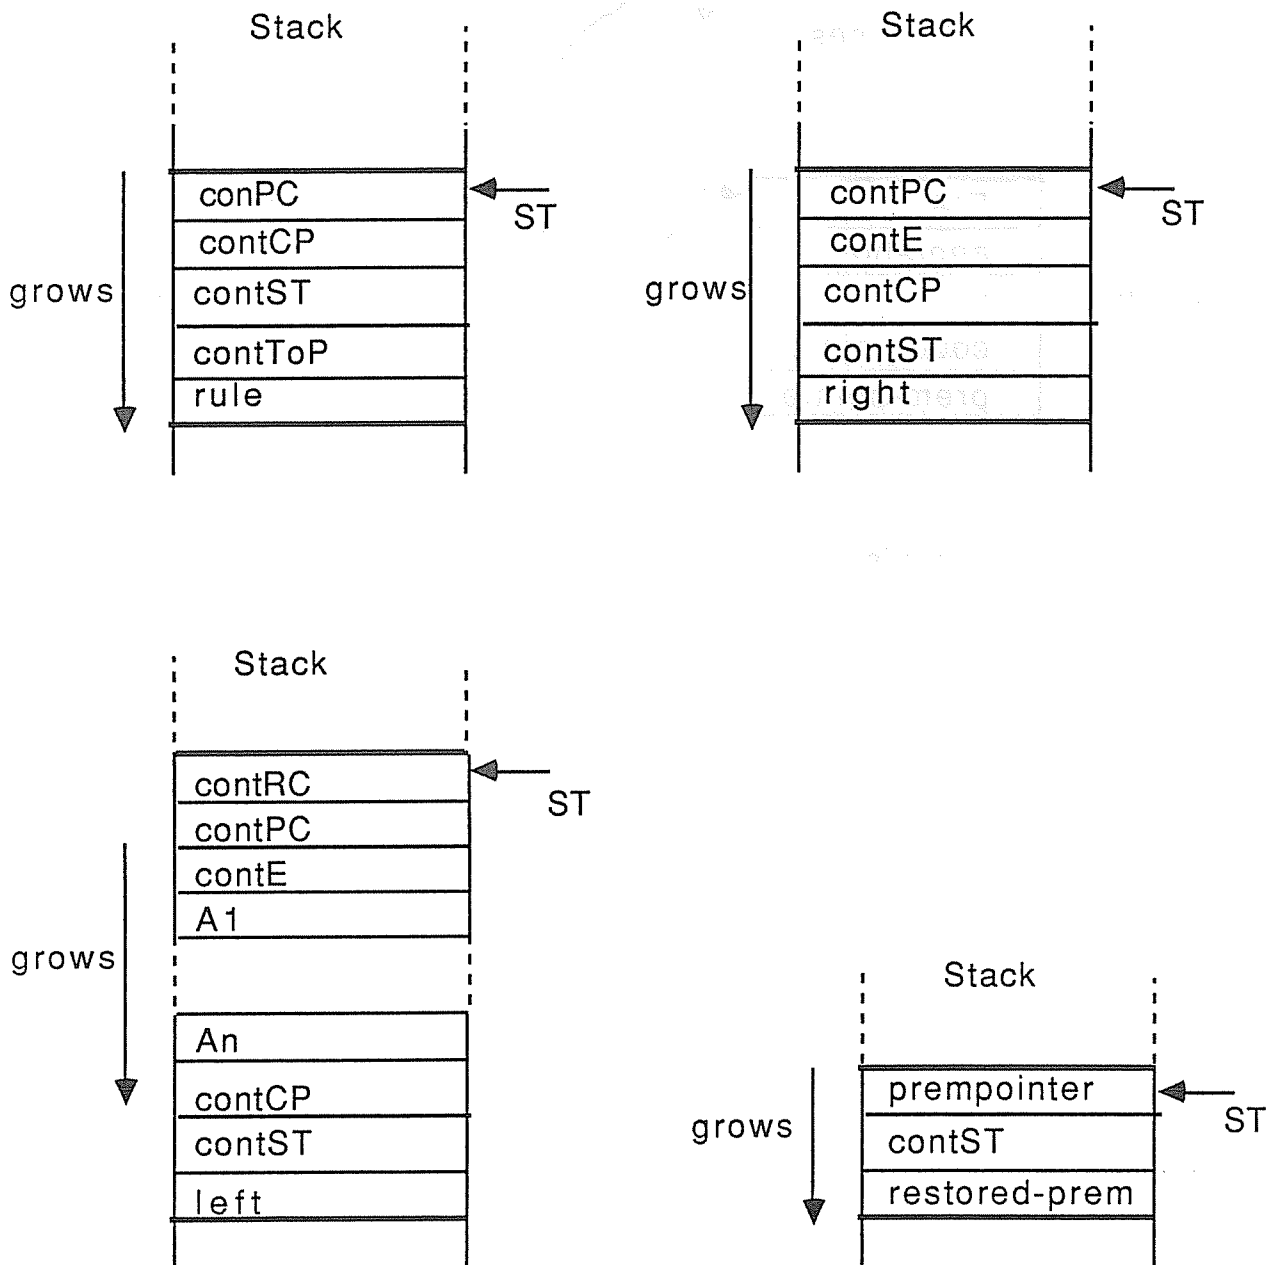 Stack
conPC
ST
contCP
grows
contST
contToP
rule
Stack
contPC
ST
contE
grows
contCP
contST
right
Stack
contRC
ST
contPC
contE
A1
grows
An
contCP
contST
left
Stack
prempointer
ST
grows
contST
restored-prem